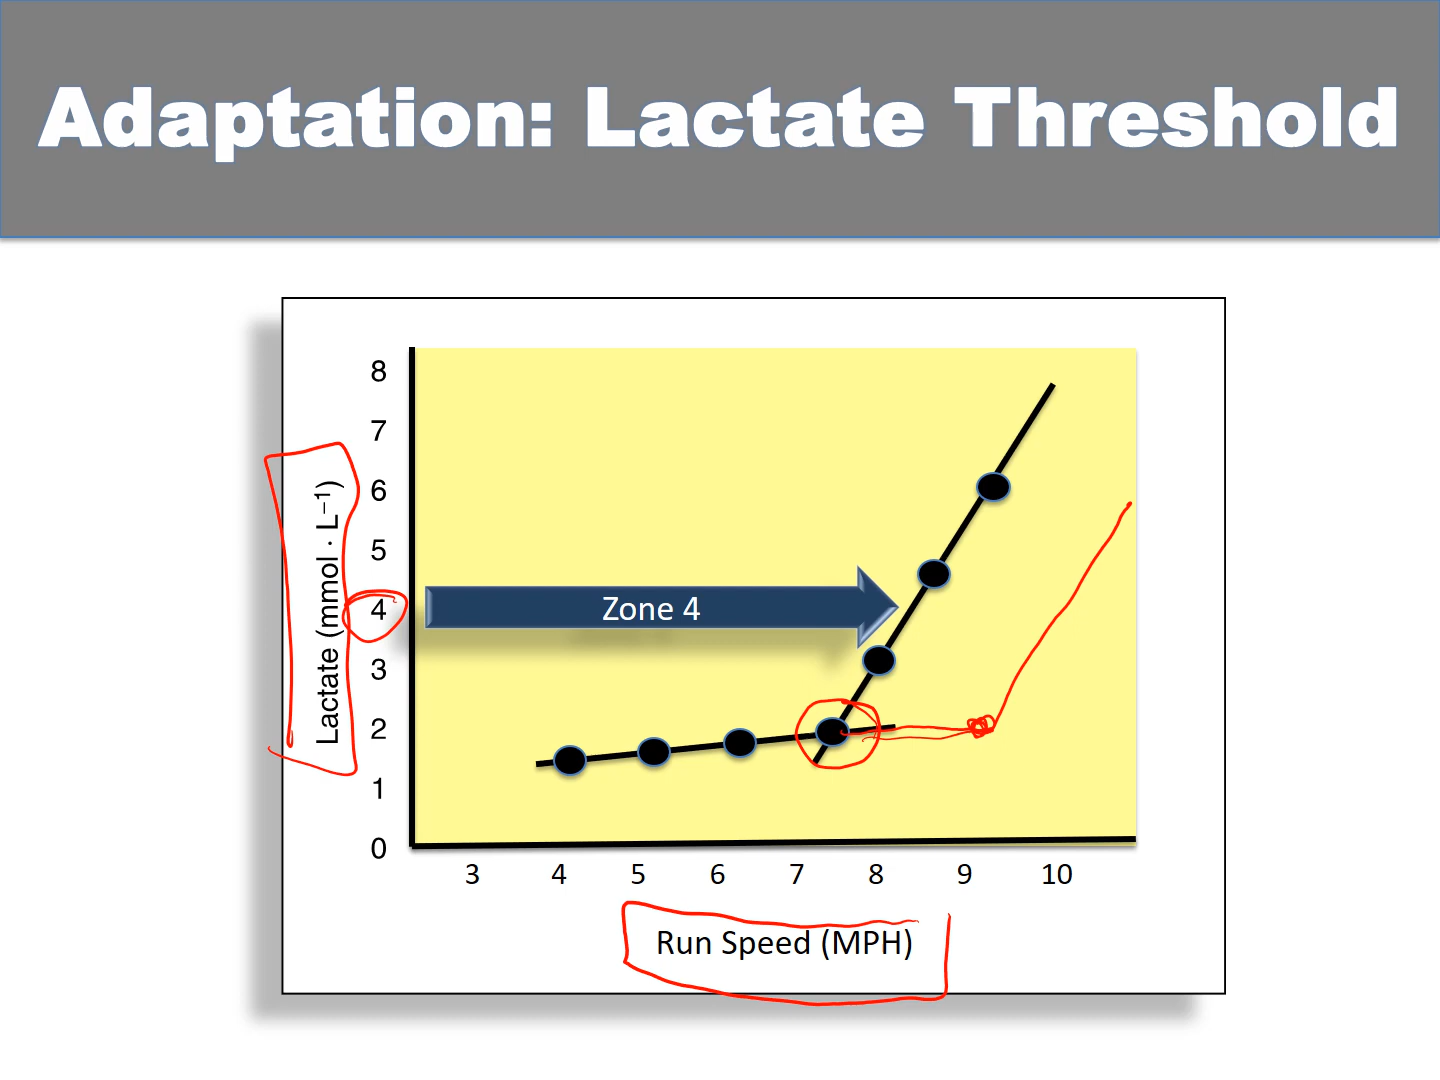 Adaptation: Lactate Threshold
8
7
6
5
4
3
2
1
0
Lactate (mmol · L⁻¹)
Zone 4
3 4 5 6 7 8 9 10
Run Speed (MPH)